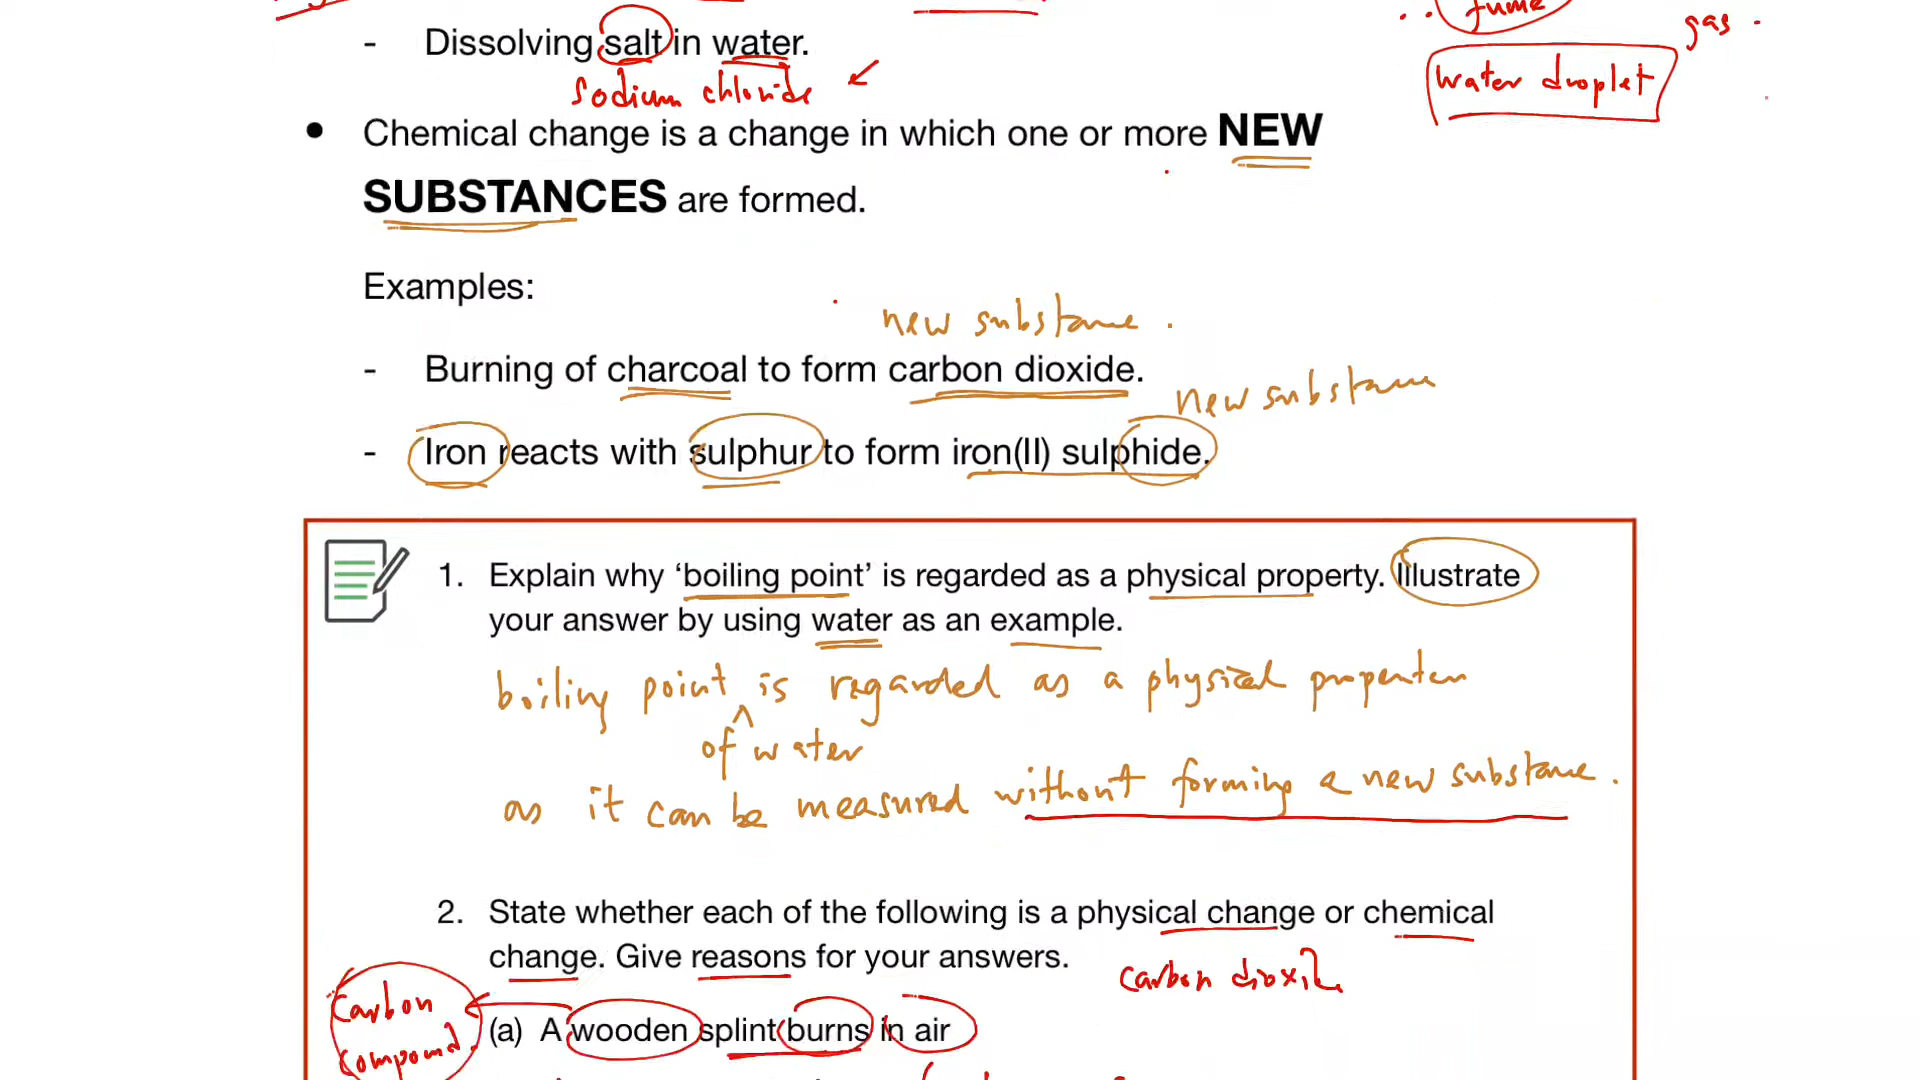 fume
gas.
- Dissolving salt in water.
water droplet
sodium chloride
• Chemical change is a change in which one or more NEW
SUBSTANCES are formed.
Examples:
new substance.
- Burning of charcoal to form carbon dioxide.
new substance
- Iron reacts with sulphur to form iron(II) sulphide.
1. Explain why ‘boiling point’ is regarded as a physical property. Illustrate
your answer by using water as an example.
boiling point is regarded as a physical
of water
as it can be measured without forming a new substance.
2. State whether each of the following is a physical change or chemical
change. Give reasons for your answers.
carbon dioxide
Carbon
compound.
(a) A wooden splint burns in air